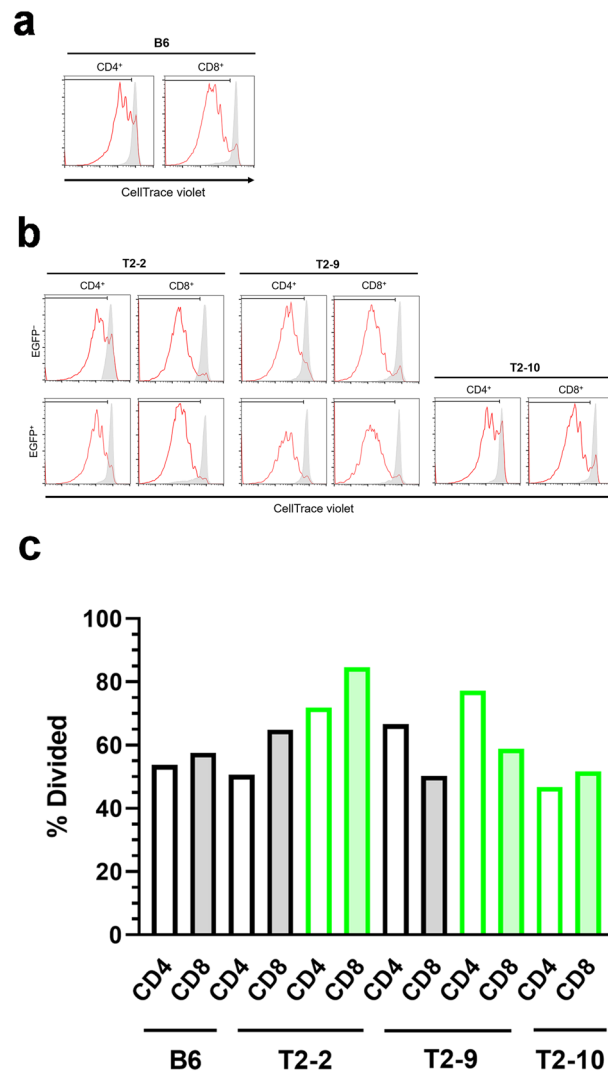 a
B6
CD4⁺ CD8⁺
CellTrace violet
b
T2-2 T2-9
CD4⁺ CD8⁺ CD4⁺ CD8⁺
EGFP⁻
T2-10
CD4⁺ CD8⁺
EGFP⁺
CellTrace violet
c
% Divided
100
80
60
40
20
0
CD4 CD8 CD4 CD8 CD4 CD8 CD4 CD8 CD4 CD8 CD4 CD8
B6 T2-2 T2-9 T2-10